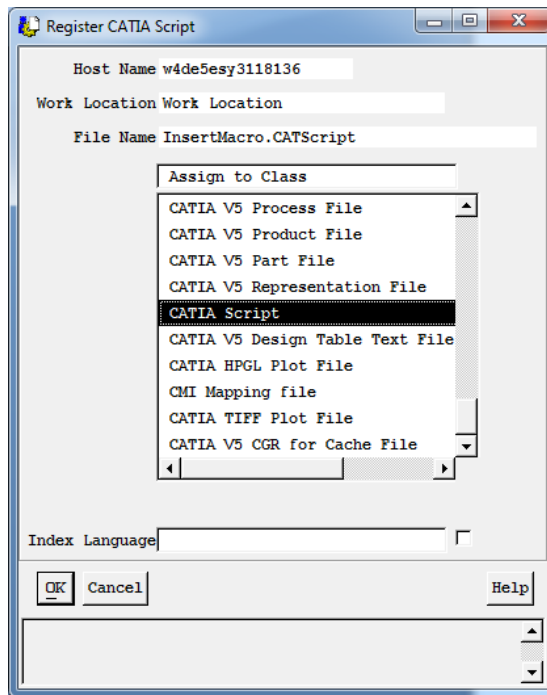 Register CATIA Script
Host Name w4de5esy3118136
Work Location Work Location
File Name InsertMacro.CATScript
Assign to Class
CATIA V5 Process File
CATIA V5 Product File
CATIA V5 Part File
CATIA V5 Representation File
CATIA Script
CATIA V5 Design Table Text File
CATIA HPGL Plot File
CMI Mapping file
CATIA TIFF Plot File
CATIA V5 CGR for Cache File
Index Language
OK Cancel Help